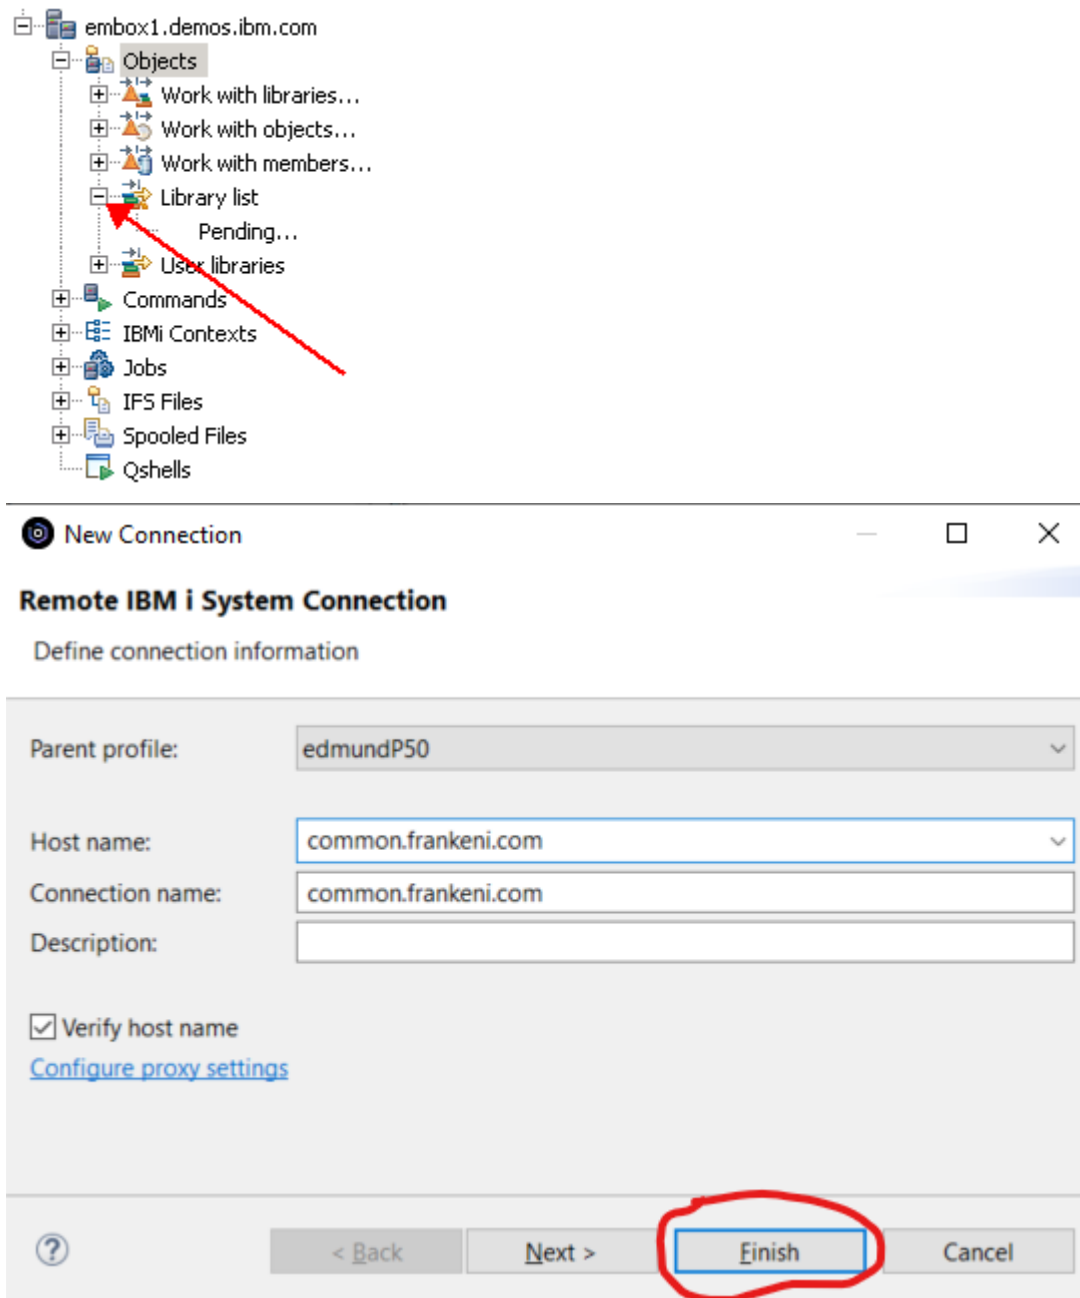 embox1.demos.ibm.com
Objects
Work with libraries...
Work with objects...
Work with members...
Library list
Pending...
User libraries
Commands
IBMi Contexts
Jobs
IFS Files
Spooled Files
Qshells
New Connection
Remote IBM i System Connection
Define connection information
Parent profile: edmundP50
Host name: common.frankeni.com
Connection name: common.frankeni.com
Description:
Verify host name
Configure proxy settings
? < Back Next > Finish Cancel